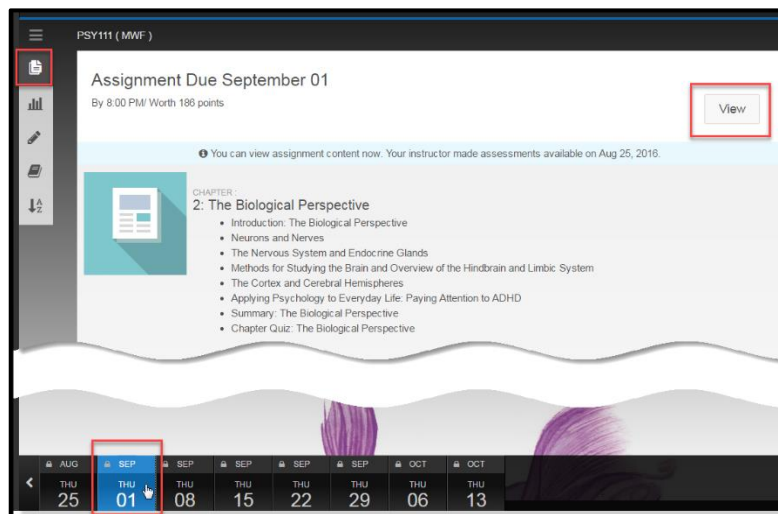 PSY111 ( MWF )
Assignment Due September 01
By 8:00 PM/ Worth 186 points
View
You can view assignment content now. Your instructor made assessments available on Aug 25, 2016.
CHAPTER :
2: The Biological Perspective
• Introduction: The Biological Perspective
• Neurons and Nerves
• The Nervous System and Endocrine Glands
• Methods for Studying the Brain and Overview of the Hindbrain and Limbic System
• The Cortex and Cerebral Hemispheres
• Applying Psychology to Everyday Life: Paying Attention to ADHD
• Summary: The Biological Perspective
• Chapter Quiz: The Biological Perspective
AUG SEP SEP SEP SEP SEP OCT OCT
THU THU THU THU THU THU THU THU
25 01 08 15 22 29 06 13